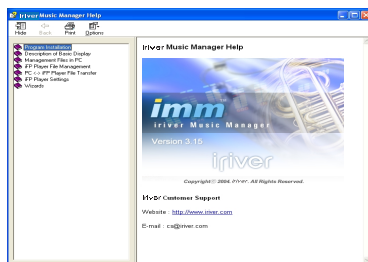 iriver Music Manager Help
Hide
Back
Print
Options
Program Installation
Description of Basic Display
Management Files in PC
iFP Player File Management
PC <-> iFP Player File Transfer
iFP Player Settings
Wizards
iriver Music Manager Help
imm
iriver Music Manager
Version 3.15
iriver
Copyright© 2004. iriver. All Rights Reserved.
iriver Customer Support
Website : http://www.iriver.com
E-mail : ca@iriver.com